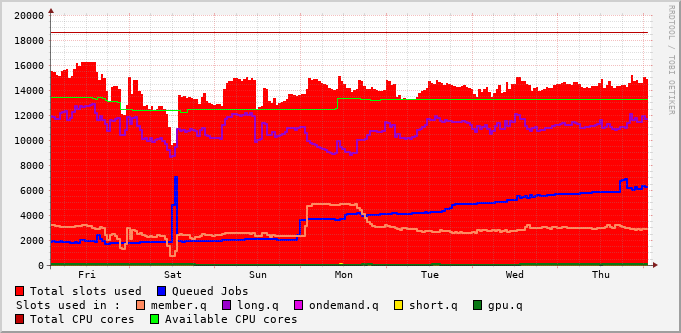 20000
18000
16000
14000
12000
10000
8000
6000
4000
2000
0
Fri Sat Sun Mon Tue Wed Thu
RRDTOOL / TOBI OETIKER
Total slots used Queued Jobs
Slots used in : member.q long.q ondemand.q short.q gpu.q
Total CPU cores Available CPU cores